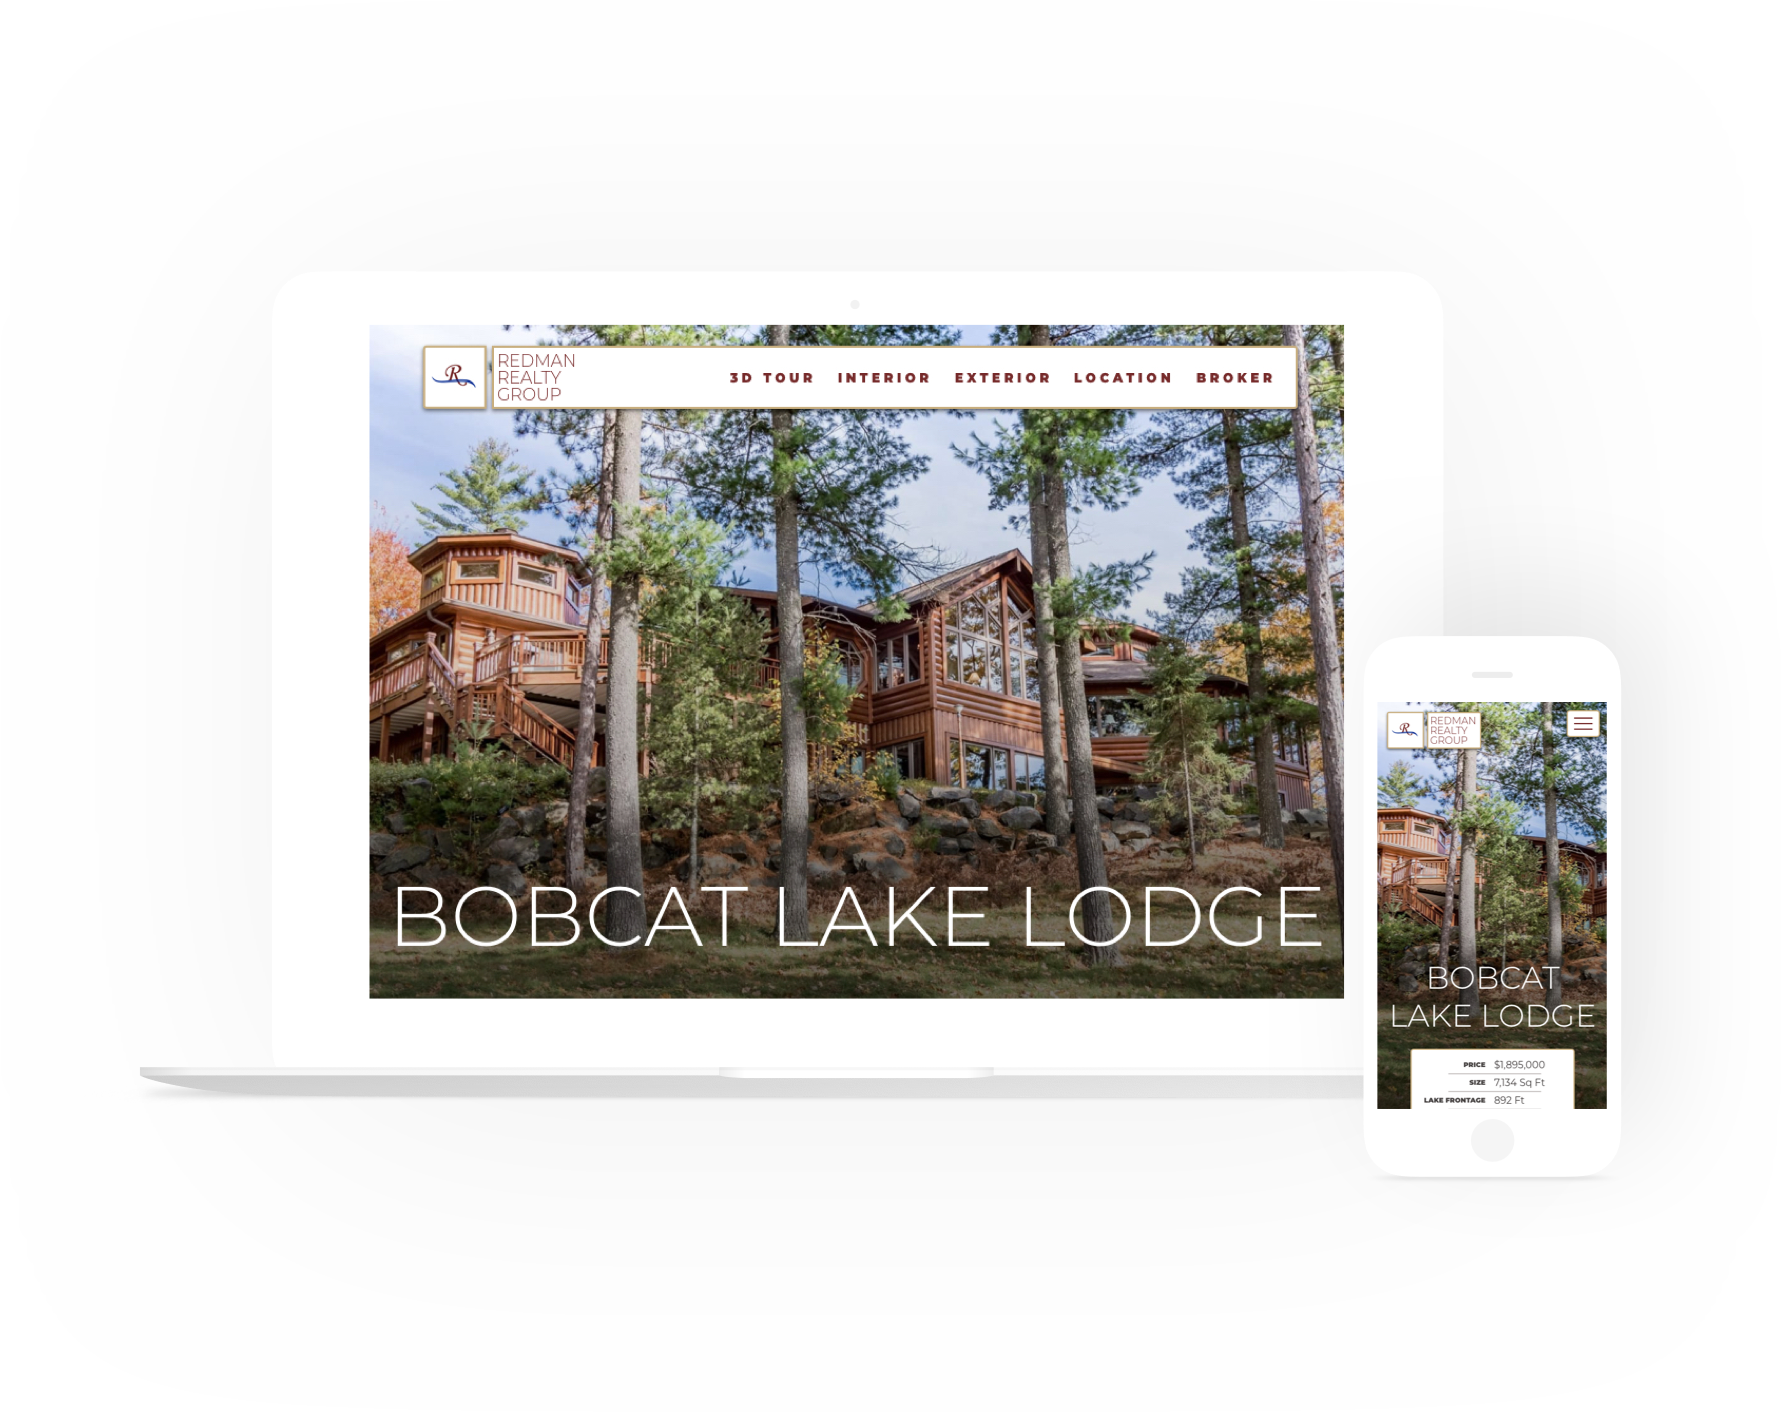 R
REDMAN
REALTY
GROUP
3D TOUR INTERIOR EXTERIOR LOCATION BROKER
BOBCAT LAKE LODGE
R
REDMAN
REALTY
GROUP
BOBCAT
LAKE LODGE
PRICE $1,895,000
SIZE 7,134 Sq Ft
LAKE FRONTAGE 892 Ft